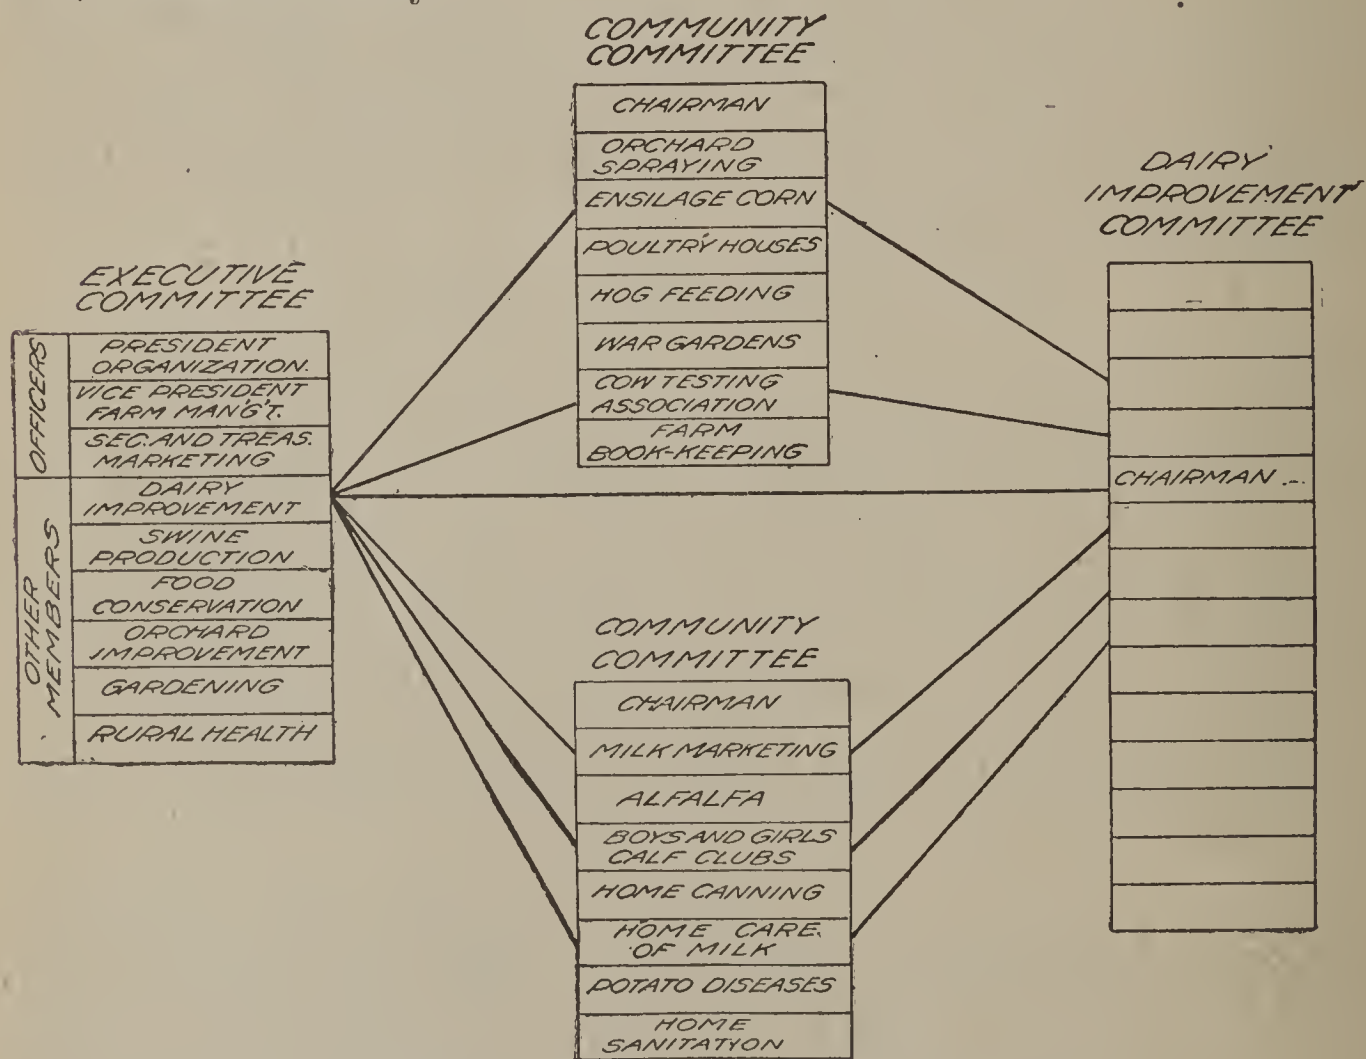 COMMUNITY
COMMITTEE
CHAIRMAN
ORCHARD
SPRAYING
ENSILAGE CORN
POULTRY HOUSES
HOG FEEDING
WAR GARDENS
COW TESTING
ASSOCIATION
FARM
BOOK-KEEPING
DAIRY
IMPROVEMENT
COMMITTEE
CHAIRMAN ...
EXECUTIVE
COMMITTEE
OFFICERS
PRESIDENT
ORGANIZATION.
VICE PRESIDENT
FARM MANG'T.
SEC. AND TREAS.
MARKETING
OTHER
MEMBERS
DAIRY
IMPROVEMENT
SWINE
PRODUCTION
FOOD
CONSERVATION
ORCHARD
IMPROVEMENT
GARDENING
RURAL HEALTH
COMMUNITY
COMMITTEE
CHAIRMAN
MILK MARKETING
ALFALFA
BOYS AND GIRLS
CALF CLUBS
HOME CANNING
HOME CARE.
OF MILK
POTATO DISEASES
HOME
SANITATION